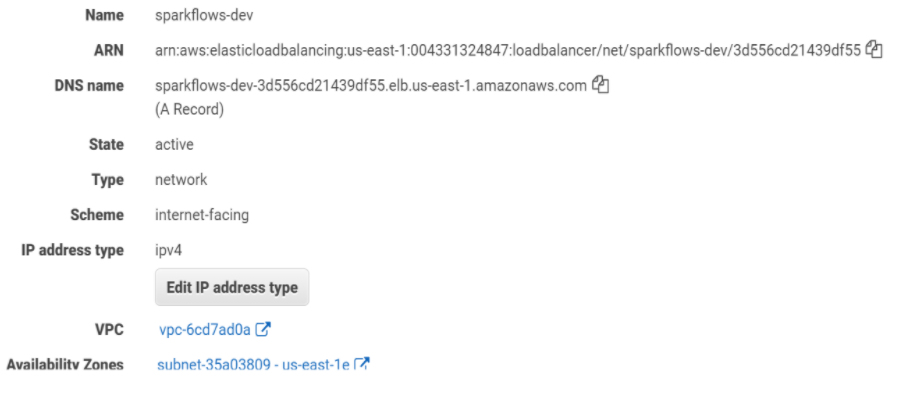 Name sparkflows-dev
ARN arn:aws:elasticloadbalancing:us-east-1:004331324847:loadbalancer/net/sparkflows-dev/3d556cd21439df55
DNS name sparkflows-dev-3d556cd21439df55.elb.us-east-1.amazonaws.com
(A Record)
State active
Type network
Scheme internet-facing
IP address type ipv4
Edit IP address type
VPC vpc-6cd7ad0a
Availability Zones subnet-35a03809 - us-east-1e